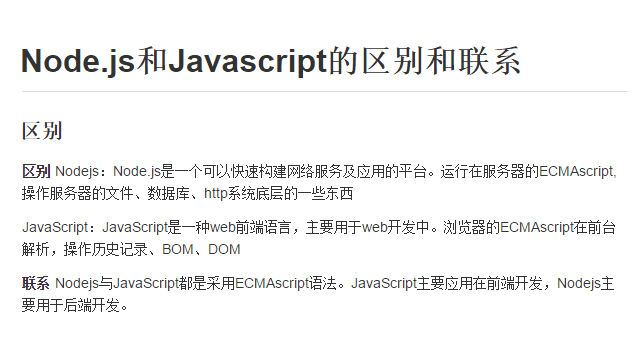 Node.js和Javascript的区别和联系
区别
区别 Nodejs：Node.js是一个可以快速构建网络服务及应用的平台。运行在服务器的ECMAscript,
操作服务器的文件、数据库、http系统底层的一些东西
JavaScript：JavaScript是一种web前端语言，主要用于web开发中。浏览器的ECMAscript在前台
解析，操作历史记录、BOM、DOM
联系 Nodejs与JavaScript都是采用ECMAscript语法。JavaScript主要应用在前端开发，Nodejs主
要用于后端开发。